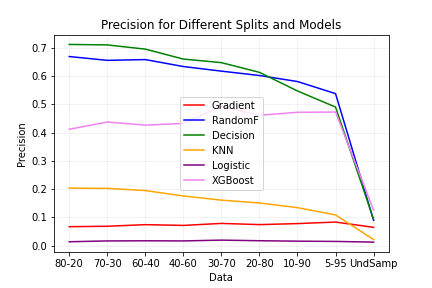 Precision for Different Splits and Models
Precision
0.7
0.6
0.5
0.4
0.3
0.2
0.1
0.0
Gradient
RandomF
Decision
KNN
Logistic
XGBoost
80-20 70-30 60-40 40-60 30-70 20-80 10-90 5-95 UndSamp
Data